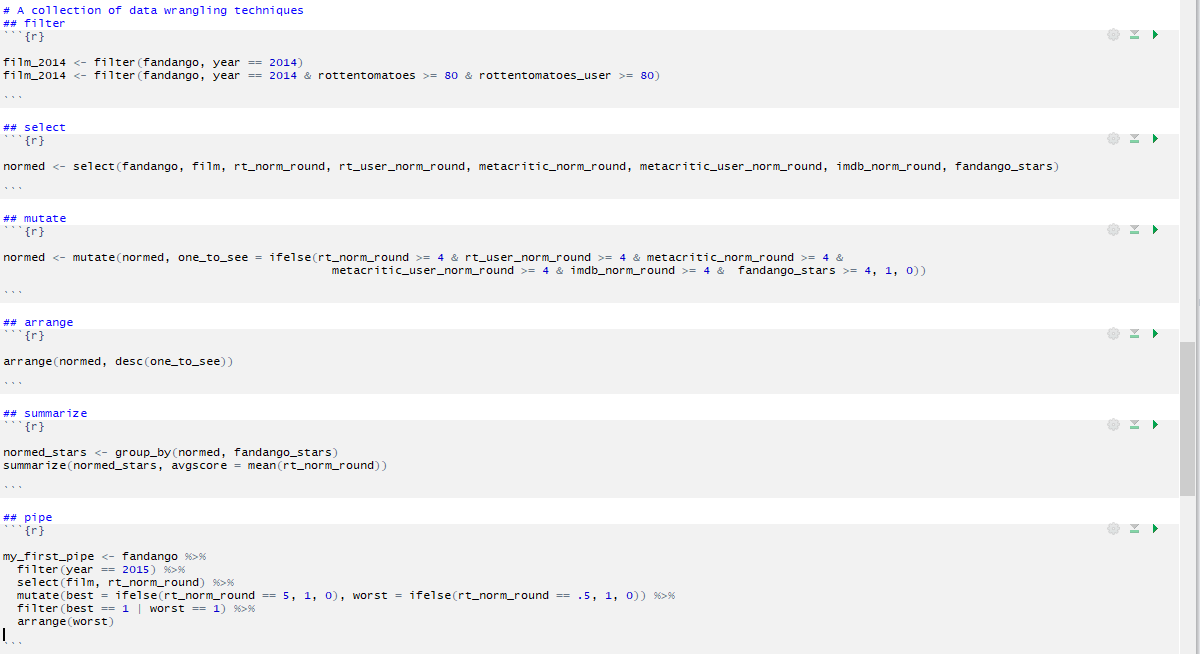 # A collection of data wrangling techniques
## filter
```{r}
film_2014 <- filter(fandango, year == 2014)
film_2014 <- filter(fandango, year == 2014 & rottentomatoes >= 80 & rottentomatoes_user >= 80)
```
## select
```{r}
normed <- select(fandango, film, rt_norm_round, rt_user_norm_round, metacritic_norm_round, metacritic_user_norm_round, imdb_norm_round, fandango_stars)
```
## mutate
```{r}
normed <- mutate(normed, one_to_see = ifelse(rt_norm_round >= 4 & rt_user_norm_round >= 4 & metacritic_norm_round >= 4 &
metacritic_user_norm_round >= 4 & imdb_norm_round >= 4 &  fandango_stars >= 4, 1, 0))
```
## arrange
```{r}
arrange(normed, desc(one_to_see))
```
## summarize
```{r}
normed_stars <- group_by(normed, fandango_stars)
summarize(normed_stars, avgscore = mean(rt_norm_round))
```
## pipe
```{r}
my_first_pipe <- fandango %>%
  filter(year == 2015) %>%
  select(film, rt_norm_round) %>%
  mutate(best = ifelse(rt_norm_round == 5, 1, 0), worst = ifelse(rt_norm_round == .5, 1, 0)) %>%
  filter(best == 1 | worst == 1) %>%
  arrange(worst)
```